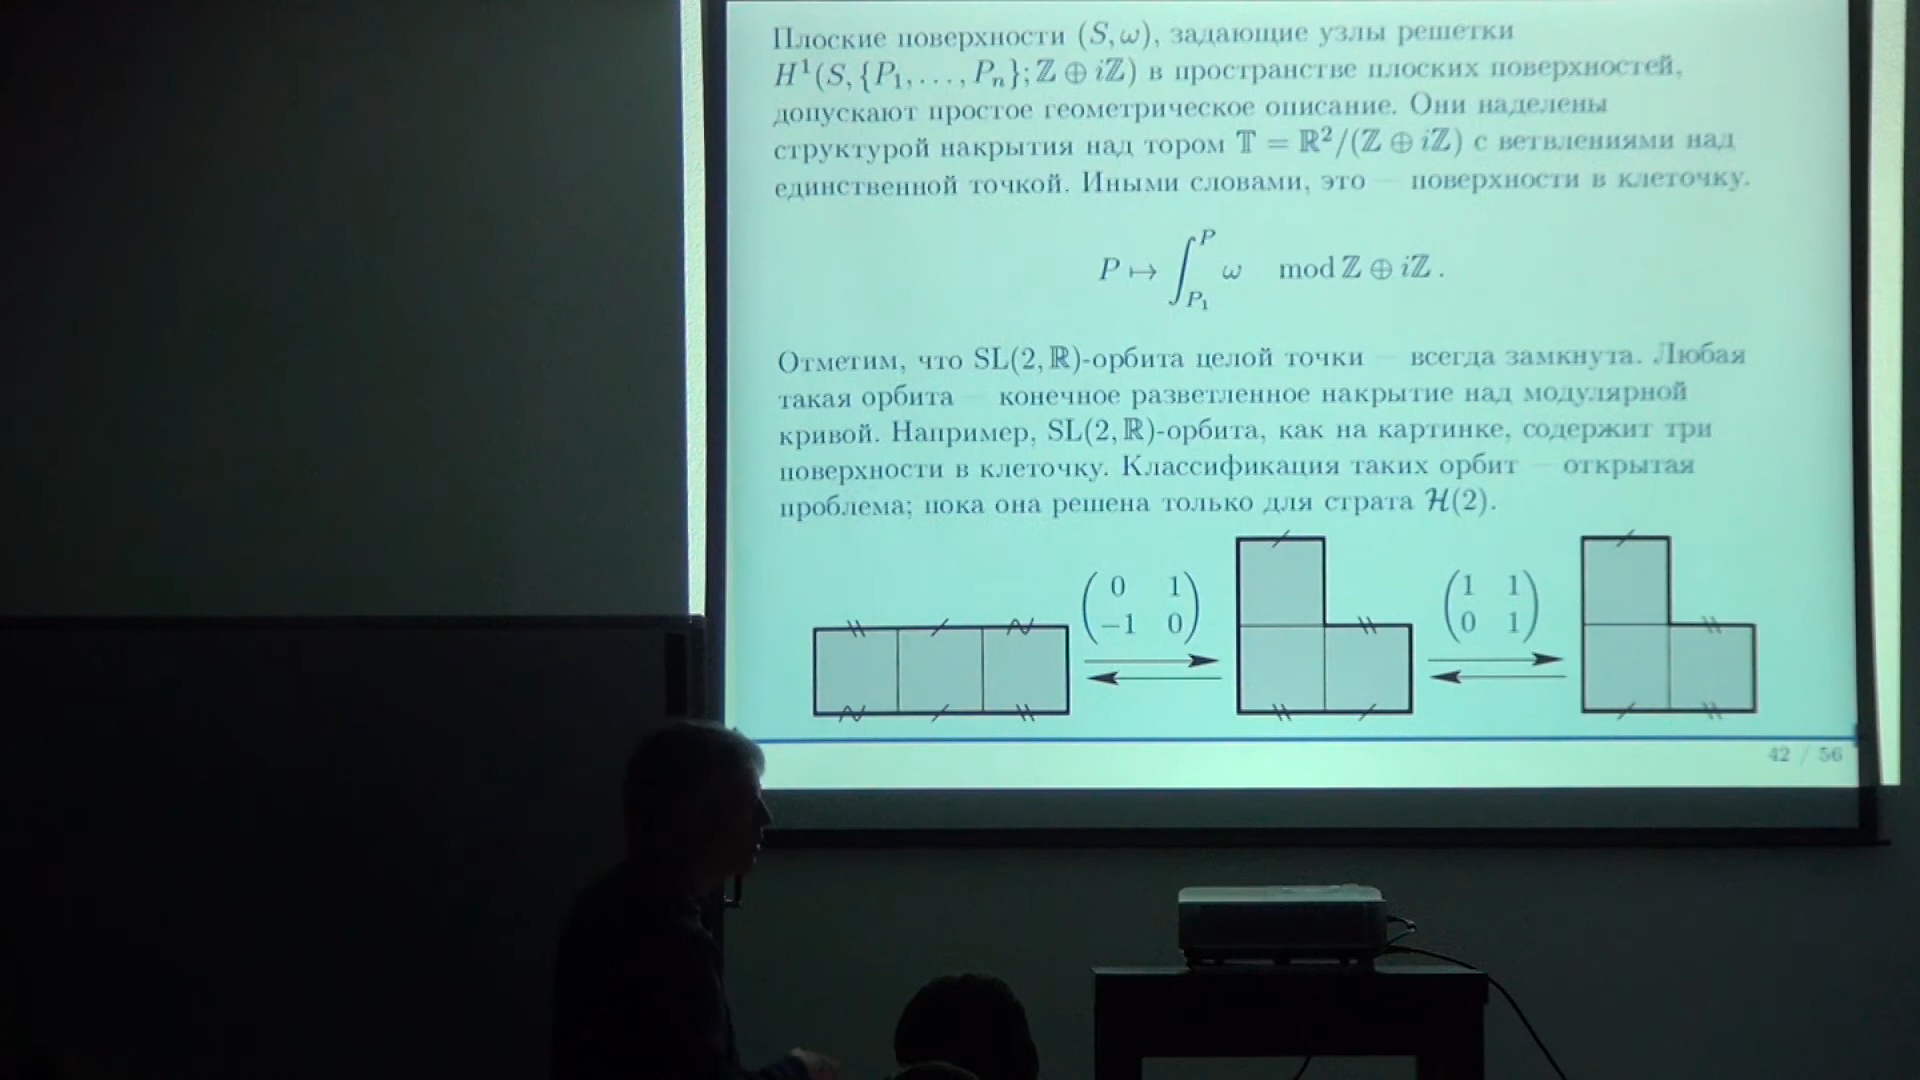 Плоские поверхности (S, ω), задающие узлы решетки
H¹(S, {P₁, . . . , Pₙ}; ℤ ⊕ iℤ) в пространстве плоских поверхностей,
допускают простое геометрическое описание. Они наделены
структурой накрытия над тором 𝕋 = ℝ²/(ℤ ⊕ iℤ) с ветвлениями над
единственной точкой. Иными словами, это — поверхности в клеточку.
P ↦ ∫_{P₁}^{P} ω mod ℤ ⊕ iℤ .
Отметим, что SL(2, ℝ)-орбита целой точки — всегда замкнута. Любая
такая орбита — конечное разветленное накрытие над модулярной
кривой. Например, SL(2, ℝ)-орбита, как на картинке, содержит три
поверхности в клеточку. Классификация таких орбит — открытая
проблема; пока она решена только для страта ℋ(2).
(0 1
−1 0)
(1 1
0 1)
42 / 56